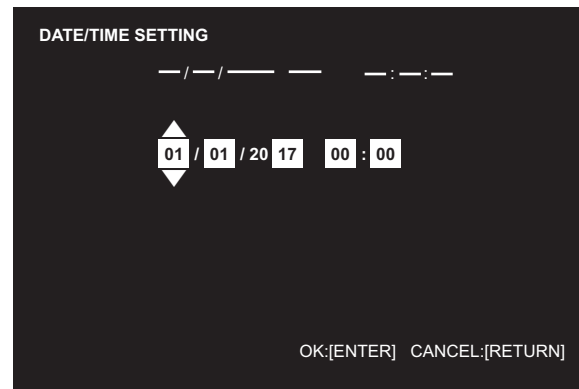 DATE/TIME SETTING
—/—/—— —— —:—:—
01 / 01 / 20 17 00 : 00
OK:[ENTER] CANCEL:[RETURN]